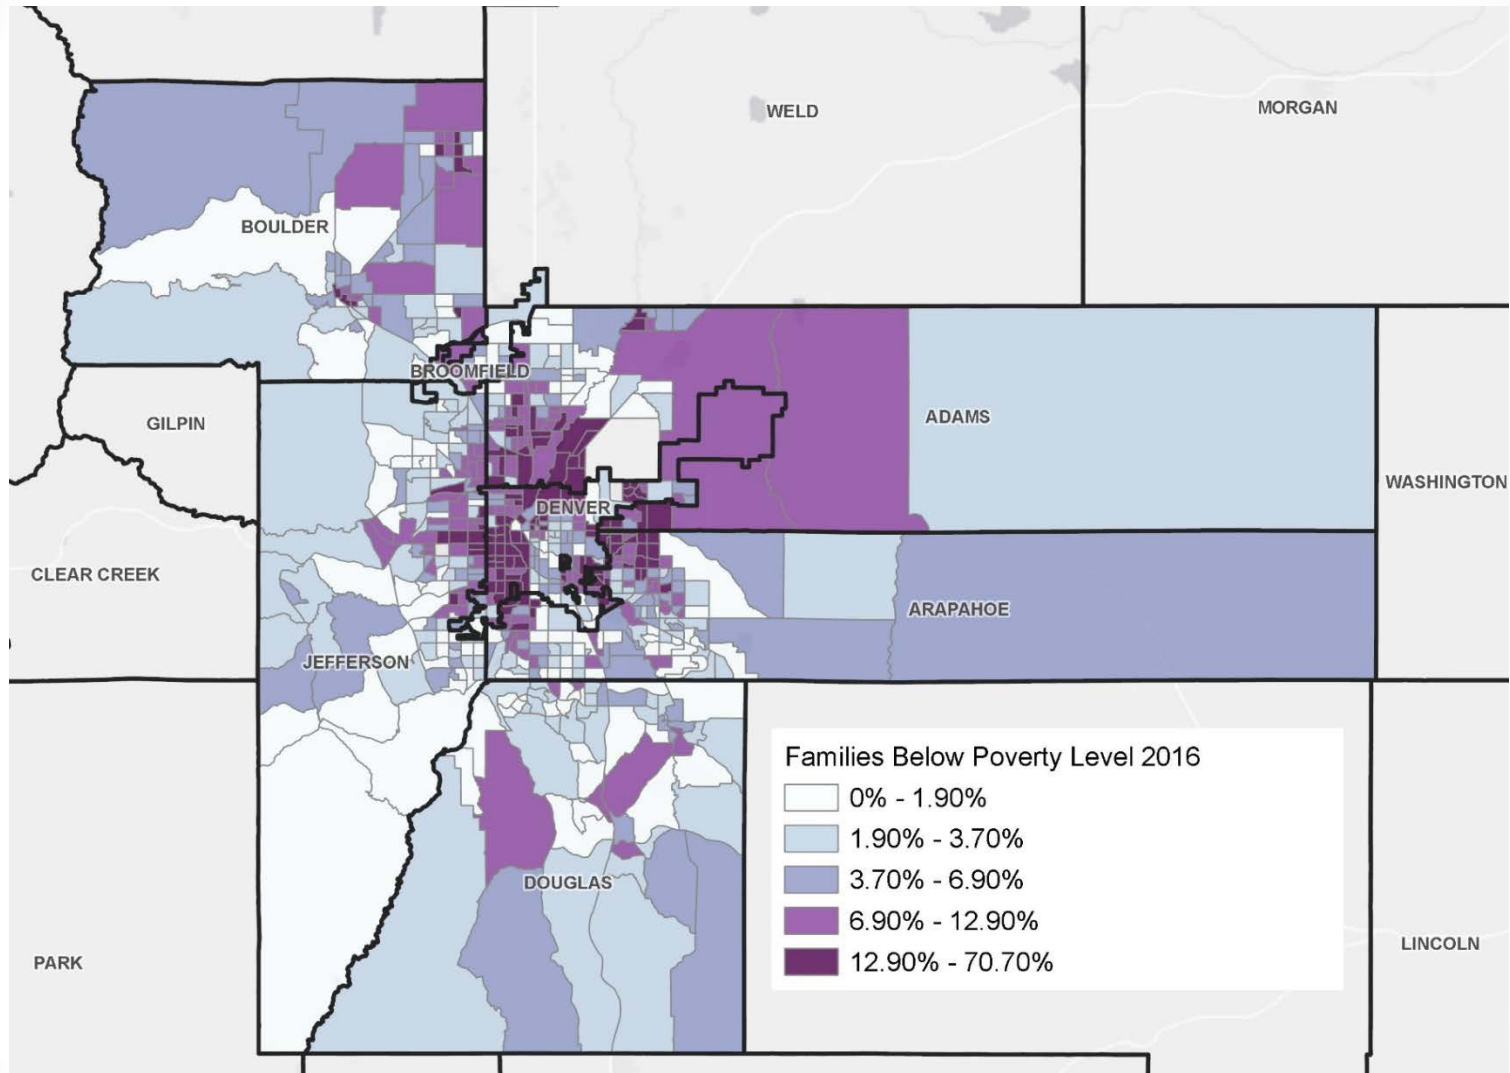 WELD
MORGAN
BOULDER
BROOMFIELD
GILPIN
ADAMS
WASHINGTON
DENVER
CLEAR CREEK
ARAPAHOE
JEFFERSON
Families Below Poverty Level 2016
0% - 1.90%
1.90% - 3.70%
3.70% - 6.90%
6.90% - 12.90%
12.90% - 70.70%
DOUGLAS
LINCOLN
PARK